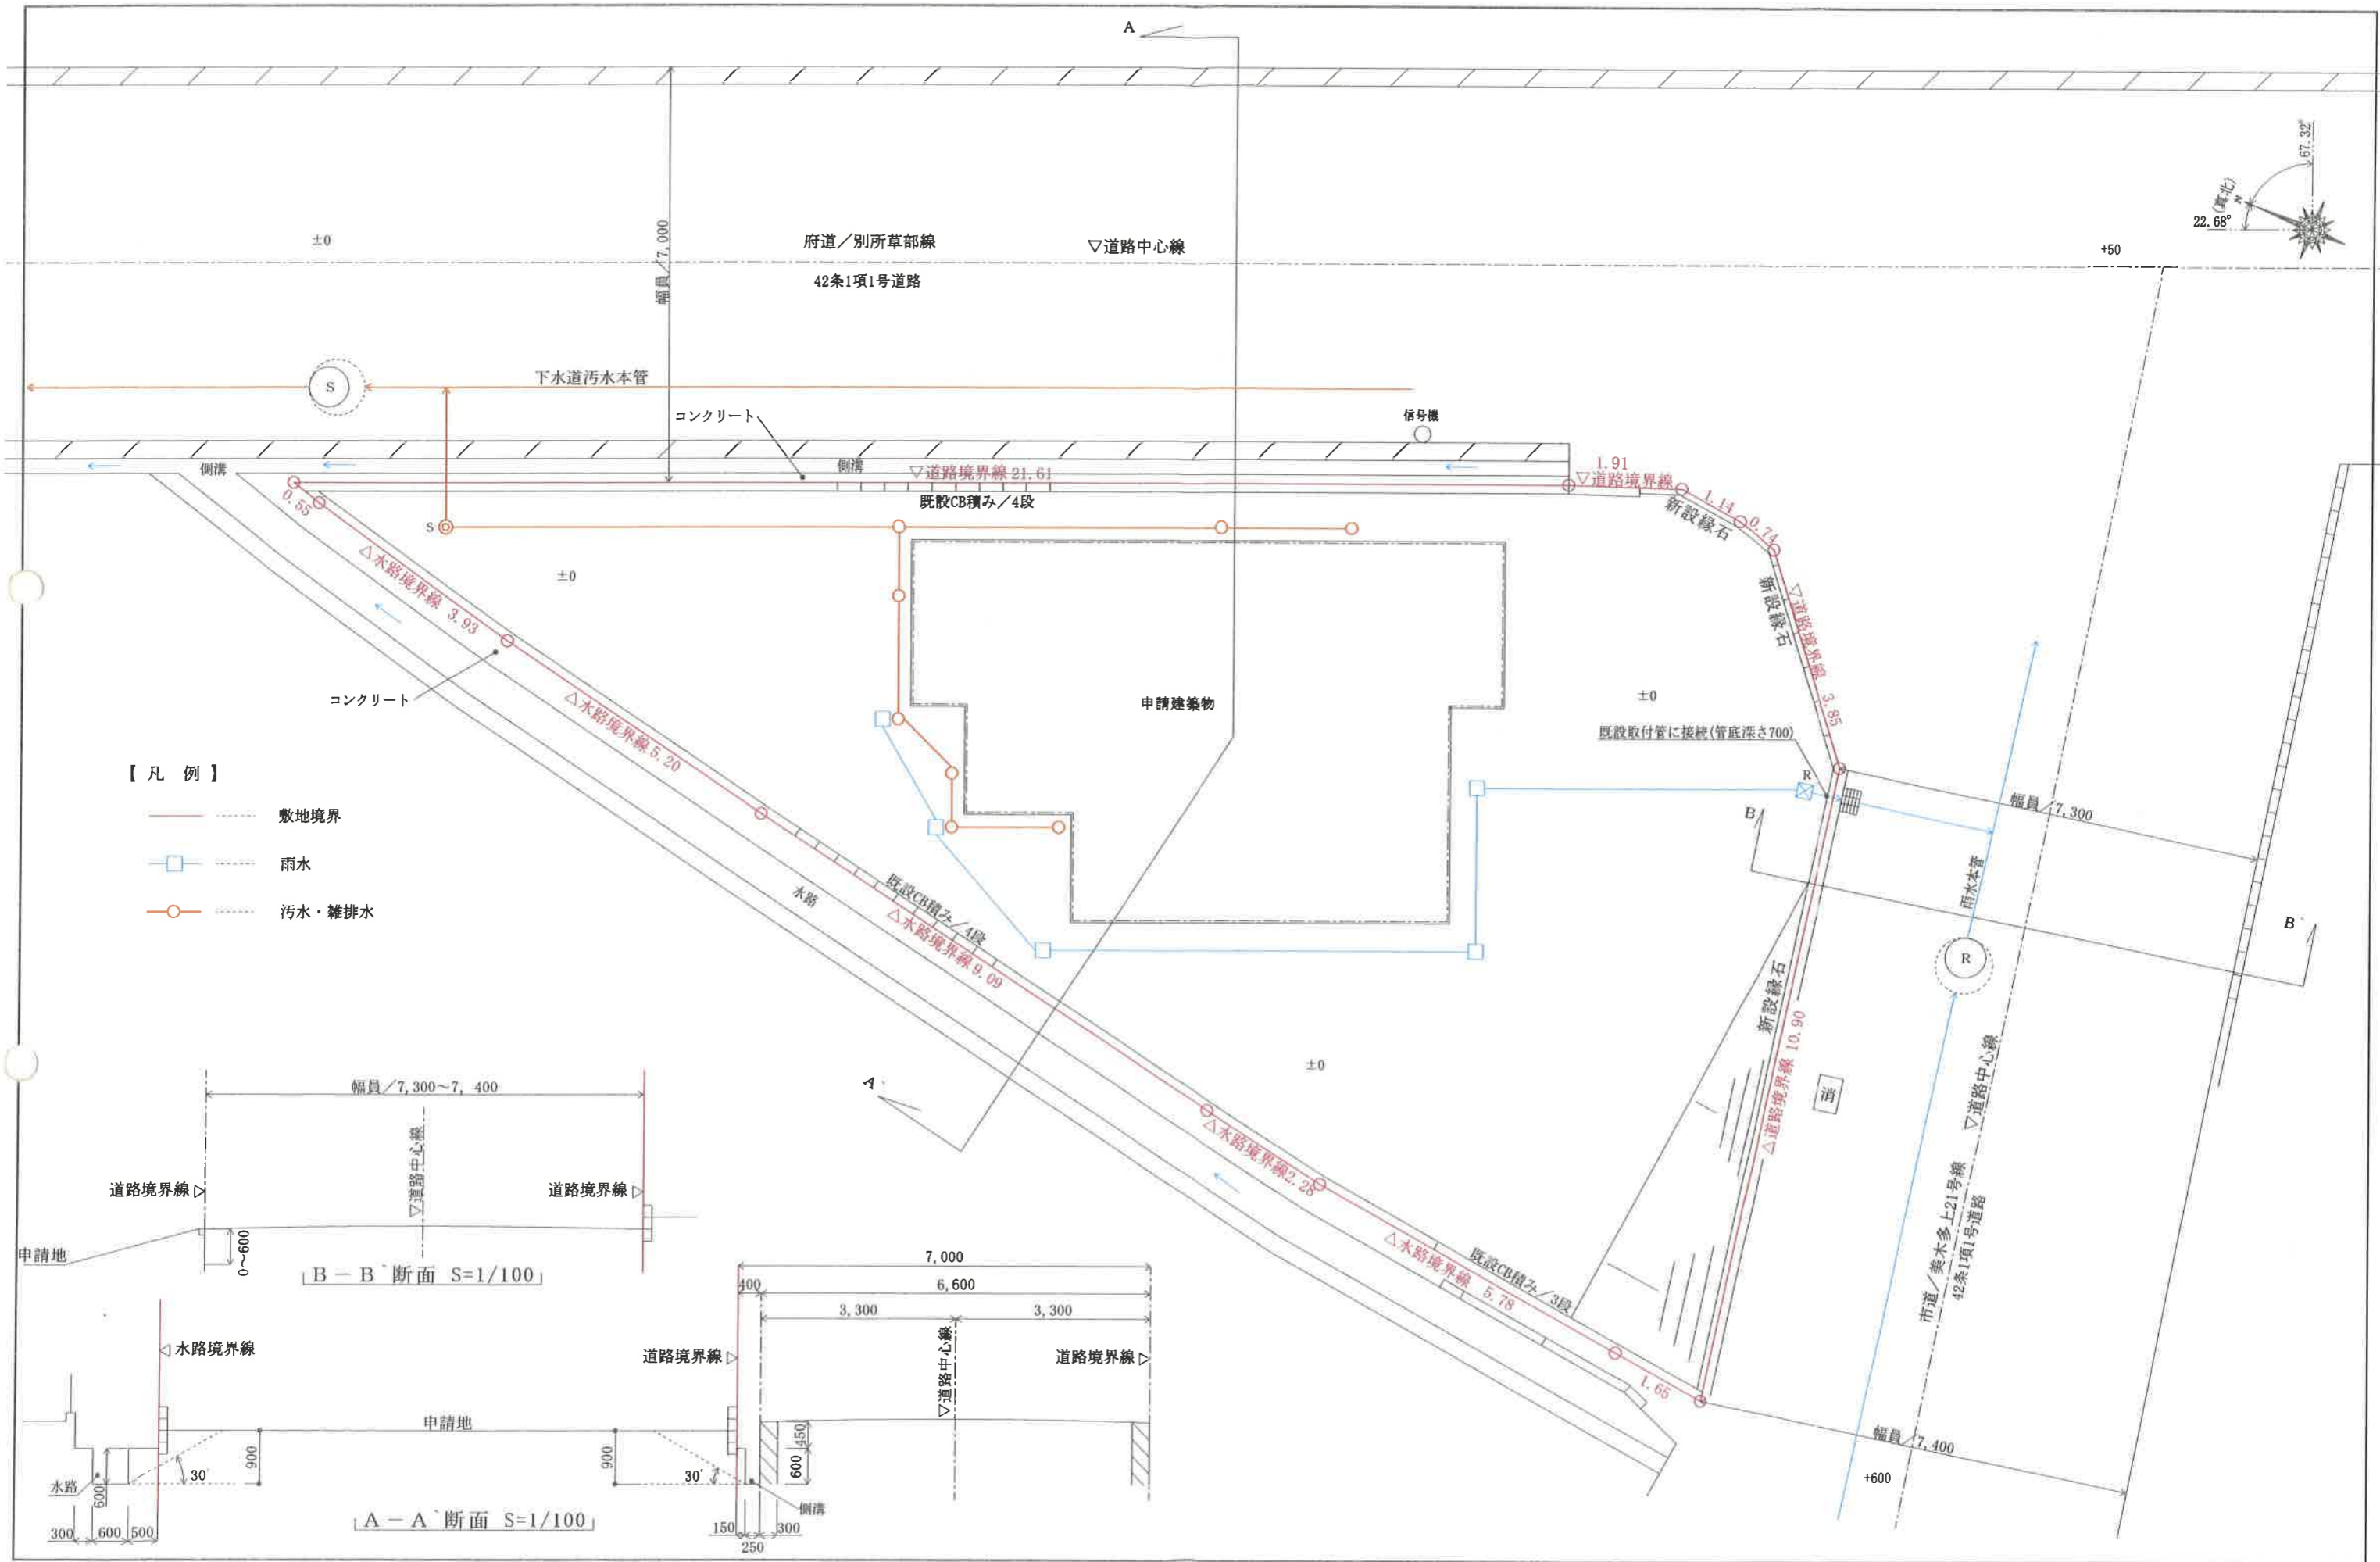 A
67.32°
(真北)
N
22.68°
±0
幅員／7,000
府道／別所草部線
42条1項1号道路
▽道路中心線
+50
S
下水道汚水本管
コンクリート
信号機
側溝
側溝
▽道路境界線 21.61
既設CB積み／4段
1.91
▽道路境界線
1.14
0.74
新設縁石
0.55
S
△水路境界線 3.93
±0
新設縁石
▽道路境界線 3.85
コンクリート
△水路境界線 5.20
申請建築物
±0
既設取付管に接続(管底深さ700)
R
幅員／7,300
【 凡 例 】
敷地境界
雨水
汚水・雑排水
水路
既設CB積み／4段
△水路境界線 9.09
B
雨水本管
B`
R
新設縁石
△道路境界線 10.90
消
▽道路中心線
市道／美木多上21号線
42条1項1号道路
±0
A`
△水路境界線2.28
△水路境界線 5.78
既設CB積み／3段
1.65
幅員／7,400
+600
幅員／7,300～7,400
▽道路中心線
道路境界線▷
道路境界線▷
申請地
0～600
B－B`断面 S=1/100
7,000
400
6,600
3,300
3,300
◁水路境界線
道路境界線▷
▽道路中心線
道路境界線▷
申請地
900
900
30°
30°
450
600
水路
600
側溝
300
600
500
A－A`断面 S=1/100
150
300
250